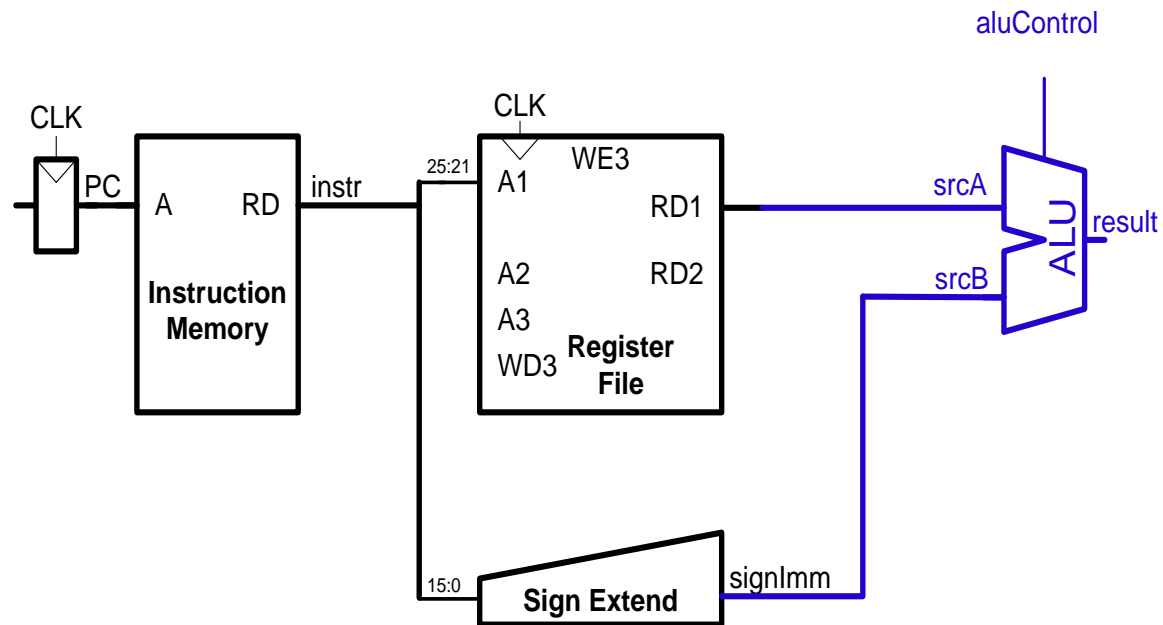 aluControl
CLK
CLK
PC
A
RD
instr
25:21
A1
WE3
RD1
srcA
ALU
result
A2
RD2
srcB
Instruction
Memory
A3
WD3
Register
File
15:0
Sign Extend
signImm